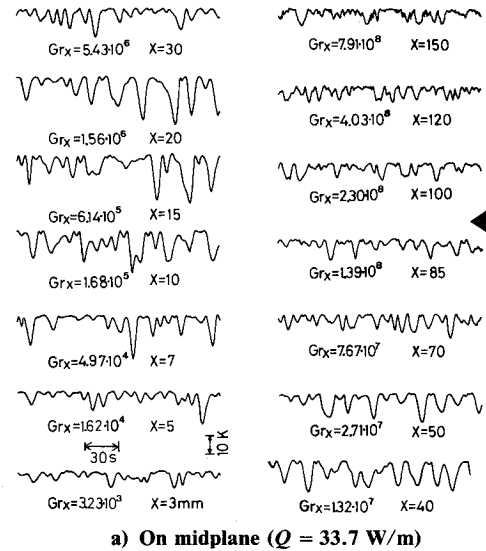 Grx=5.43·10⁶ X=30
Grx=1.56·10⁶ X=20
Grx=6.14·10⁵ X=15
Grx=1.68·10⁵ X=10
Grx=4.97·10⁴ X=7
Grx=1.62·10⁴ X=5
30s
10 K
Grx=3.23·10³ X=3mm
Grx=7.91·10⁸ X=150
Grx=4.03·10⁸ X=120
Grx=2.30·10⁸ X=100
Grx=1.39·10⁸ X=85
Grx=7.67·10⁷ X=70
Grx=2.71·10⁷ X=50
Grx=1.32·10⁷ X=40
a) On midplane (Q = 33.7 W/m)